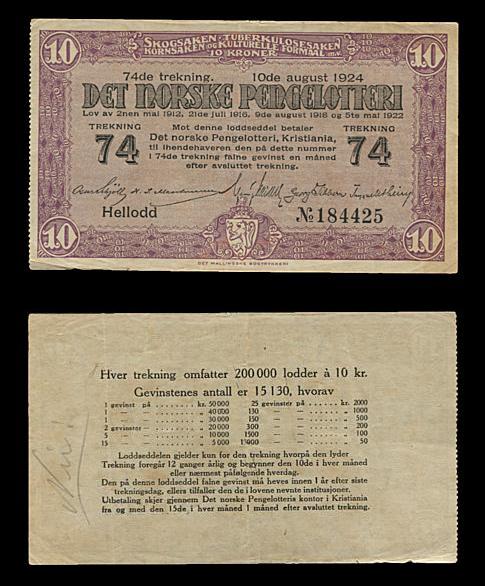 SKOGSAKEN · TUBERKULOSESAKEN
KORNSAKEN OG KULTURELLE FORMAAL M.V.
10 KRONER
10
10
74de trekning. 10de august 1924
DET NORSKE PENGELOTTERI
Lov av 2nen mai 1912, 21de juli 1916, 9de august 1918 og 5te mai 1922
TREKNING
74
Mot denne loddseddel betaler
Det norske Pengelotteri, Kristiania,
til ihendehaveren den på dette nummer
i 74de trekning falne gevinst en måned
efter avsluttet trekning.
TREKNING
74
Hellodd
№184425
10
10
DET MALLINGSKE BOGTRYKKERI
Hver trekning omfatter 200 000 lodder à 10 kr.
Gevinstenes antall er 15 130, hvorav
1 gevinst på ........ kr. 50 000 25 gevinster på ........ kr. 2000
1 — — ........ „ 40 000 130 — — ........ „ 1000
1 — — ........ „ 30 000 150 — — ........ „ 500
2 gevinster ........ „ 20 000 300 — — ........ „ 200
5 — — ........ „ 10 000 1500 — — ........ „ 100
15 — — ........ „ 5 000 13 000 — — ........ „ 50
Loddseddelen gjelder kun for den trekning hvorpå den lyder
Trekning foregår 12 ganger årlig og begynner den 10de i hver måned
eller nærmest påfølgende hverdag.
Den på denne loddseddel falne gevinst må heves innen 1 år efter siste
trekningsdag, ellers tilfaller den de i lovene nevnte institusjoner.
Utbetaling skjer gjennem Det norske Pengelotteris kontor i Kristiania
fra og med den 15de i hver måned 1 måned efter avsluttet trekning.